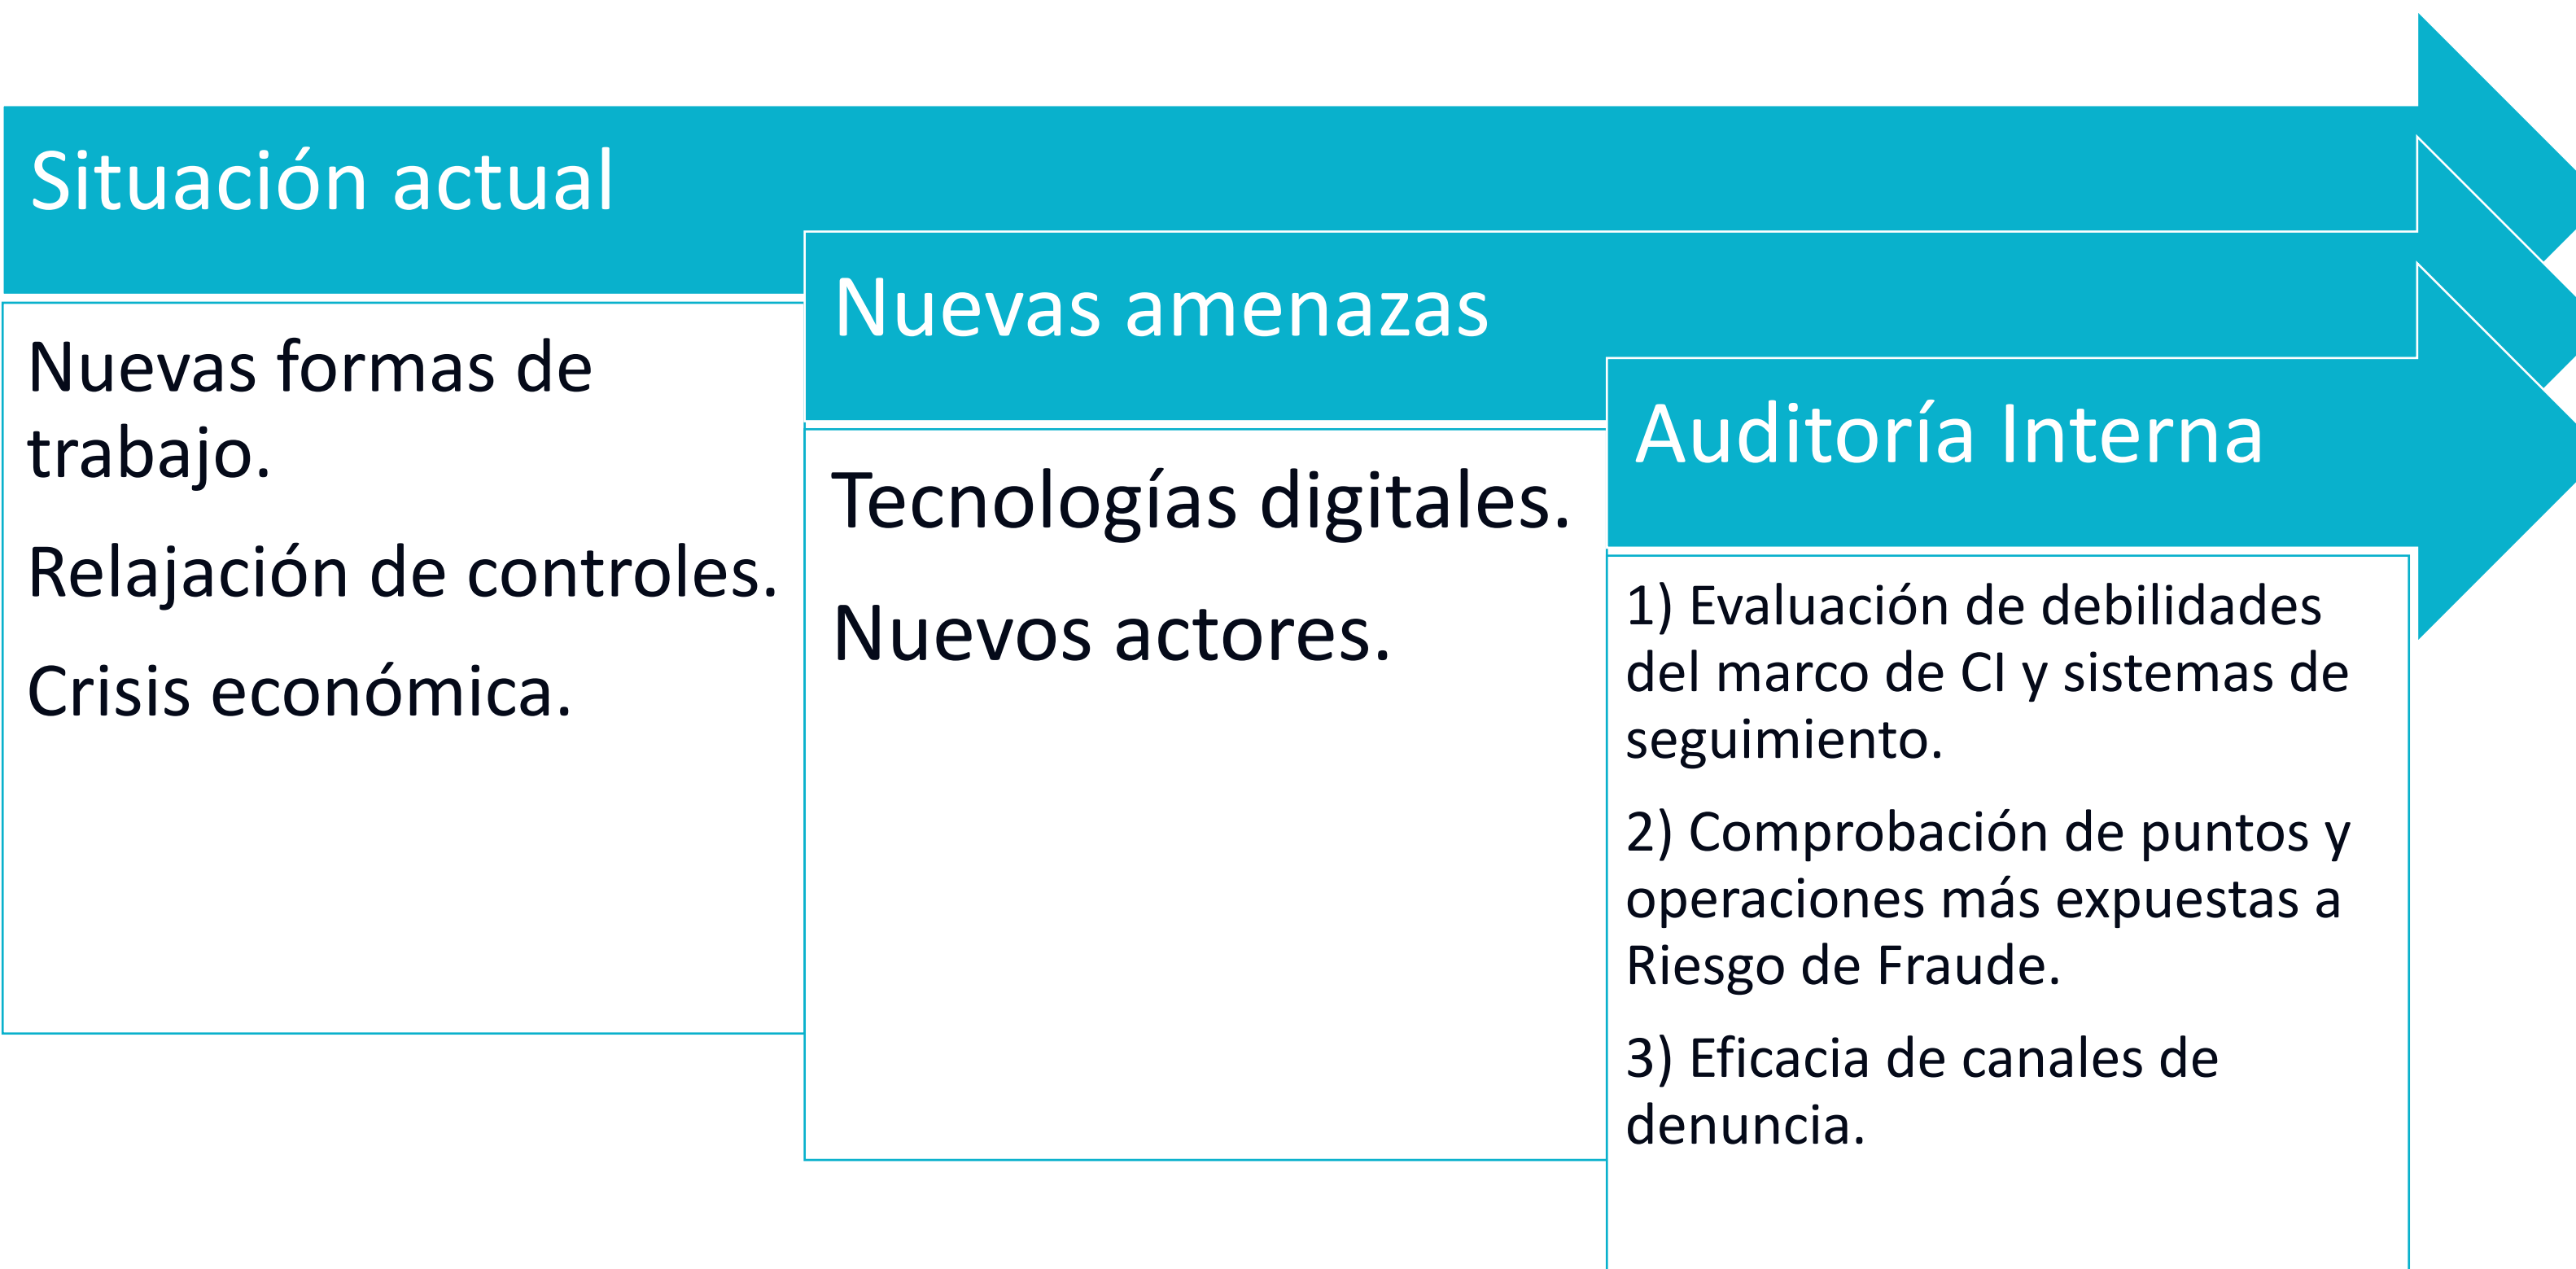 Situación actual
Nuevas formas de
trabajo.
Relajación de controles.
Crisis económica.
Nuevas amenazas
Tecnologías digitales.
Nuevos actores.
Auditoría Interna
1) Evaluación de debilidades
del marco de CI y sistemas de
seguimiento.
2) Comprobación de puntos y
operaciones más expuestas a
Riesgo de Fraude.
3) Eficacia de canales de
denuncia.